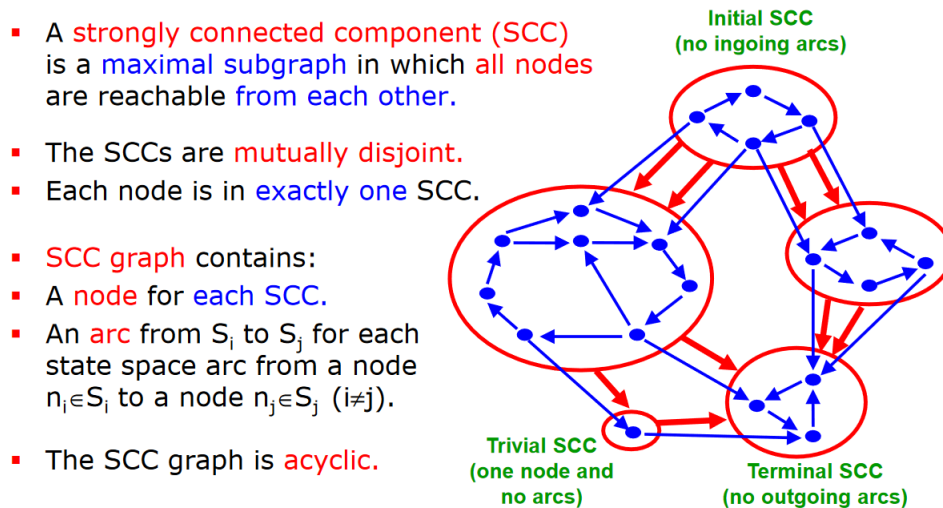 ▪ A strongly connected component (SCC)
is a maximal subgraph in which all nodes
are reachable from each other.
▪ The SCCs are mutually disjoint.
▪ Each node is in exactly one SCC.
▪ SCC graph contains:
▪ A node for each SCC.
▪ An arc from Si to Sj for each
state space arc from a node
ni∈Si to a node nj∈Sj (i≠j).
▪ The SCC graph is acyclic.
Initial SCC
(no ingoing arcs)
Trivial SCC
(one node and
no arcs)
Terminal SCC
(no outgoing arcs)